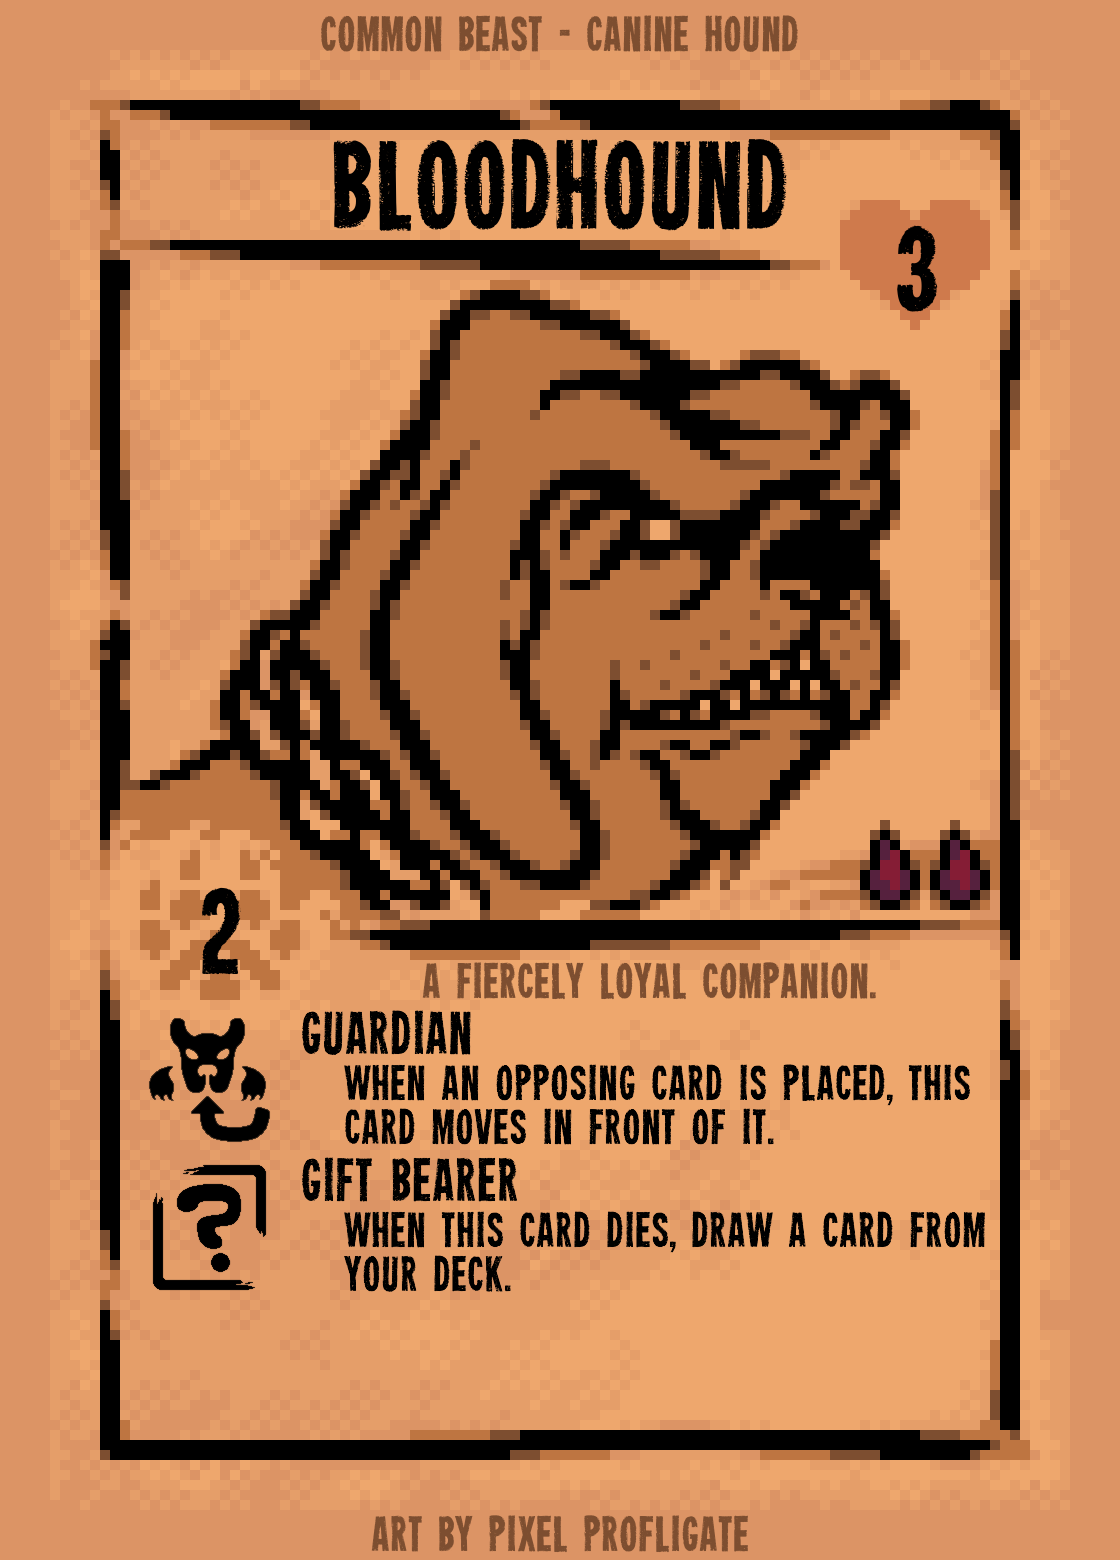 COMMON BEAST - CANINE HOUND
BLOODHOUND
3
2
A FIERCELY LOYAL COMPANION.
GUARDIAN
WHEN AN OPPOSING CARD IS PLACED, THIS
CARD MOVES IN FRONT OF IT.
?
GIFT BEARER
WHEN THIS CARD DIES, DRAW A CARD FROM
YOUR DECK.
ART BY PIXEL PROFLIGATE